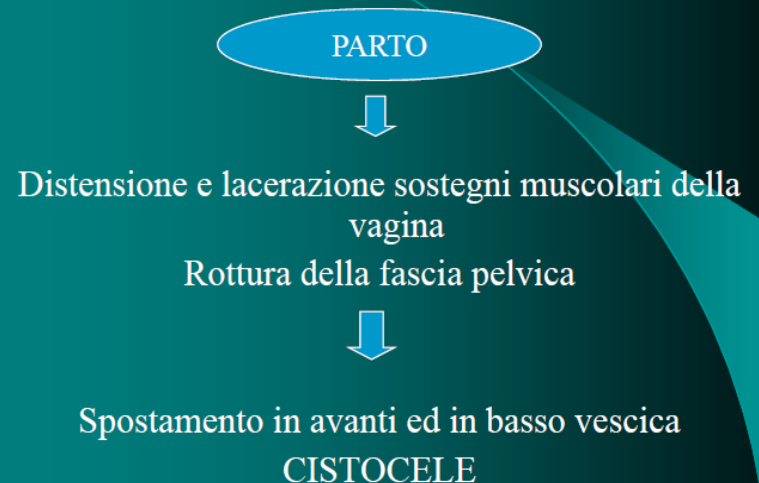 PARTO
Distensione e lacerazione sostegni muscolari della
vagina
Rottura della fascia pelvica
Spostamento in avanti ed in basso vescica
CISTOCELE